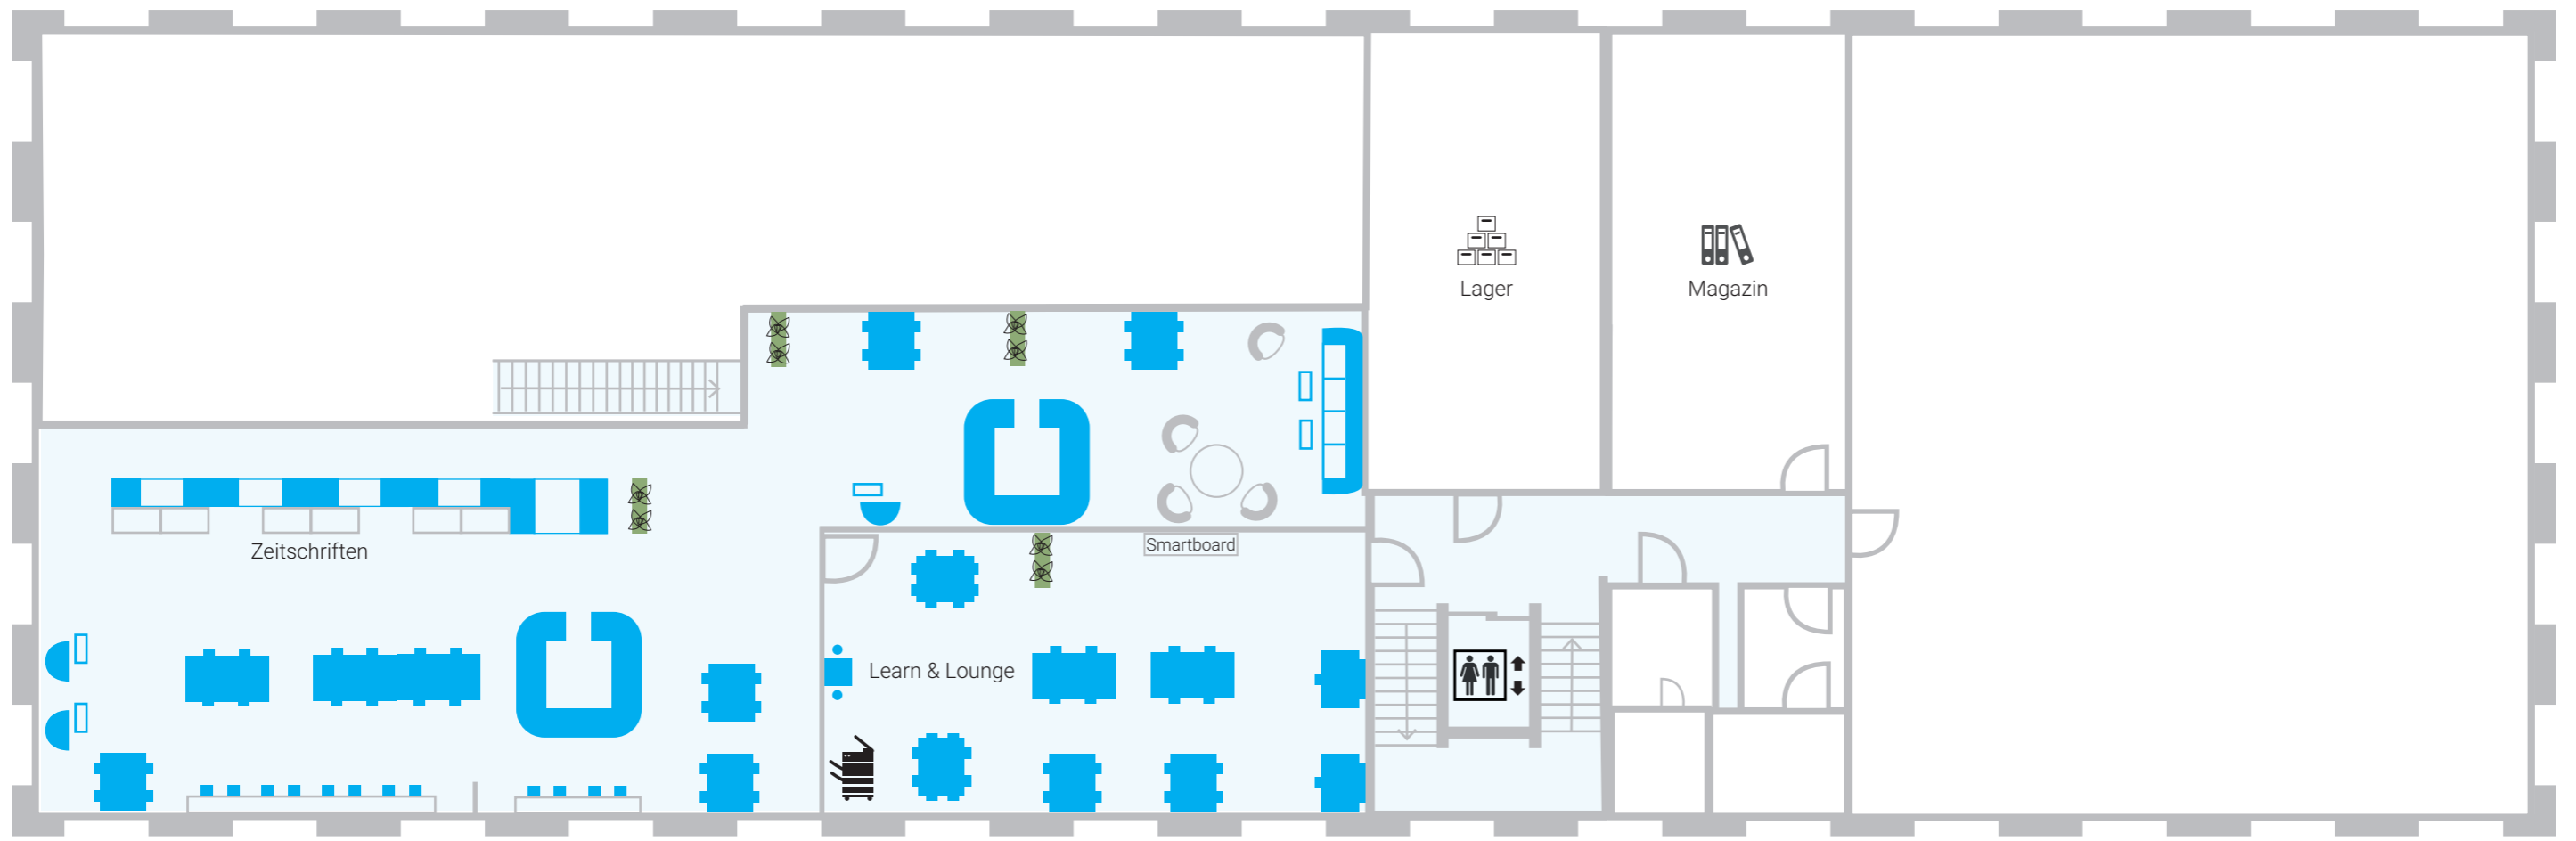 Lager
Magazin
Zeitschriften
Smartboard
Learn & Lounge